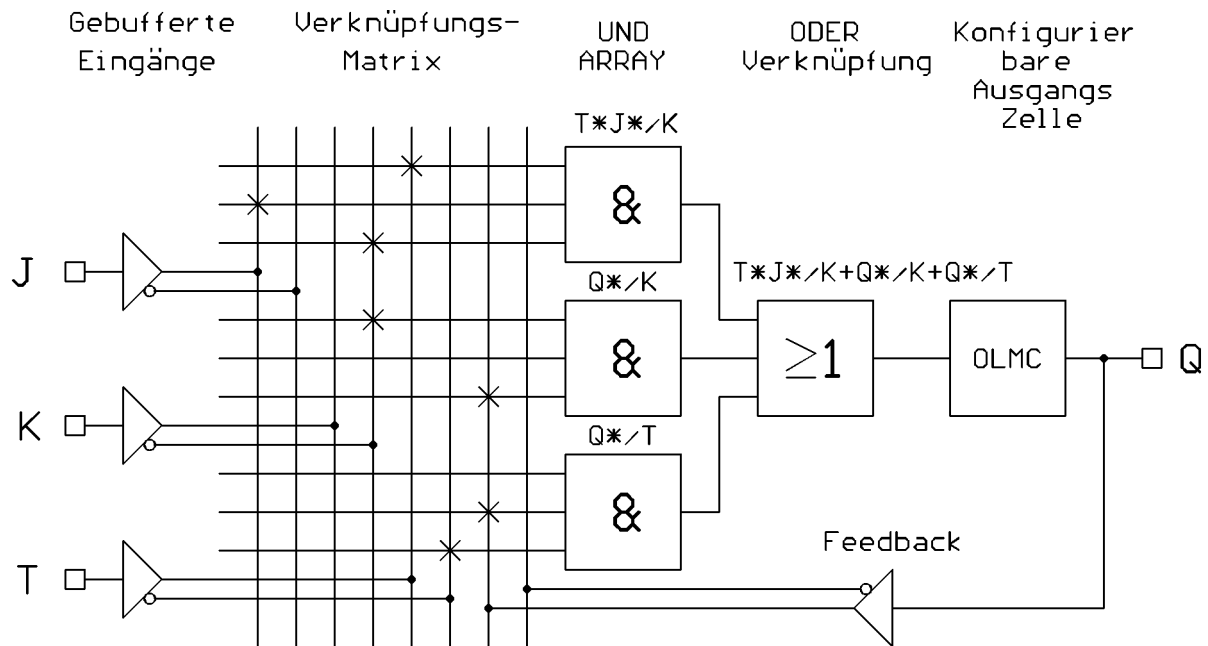 Gebufferte
Eingänge
Verknüpfungs-
Matrix
UND
ARRAY
ODER
Verknüpfung
Konfigurier
bare
Ausgangs
Zelle
T*J*/K
&
J
Q*/K
T*J*/K+Q*/K+Q*/T
&
≥1
OLMC
Q
K
Q*/T
&
Feedback
T